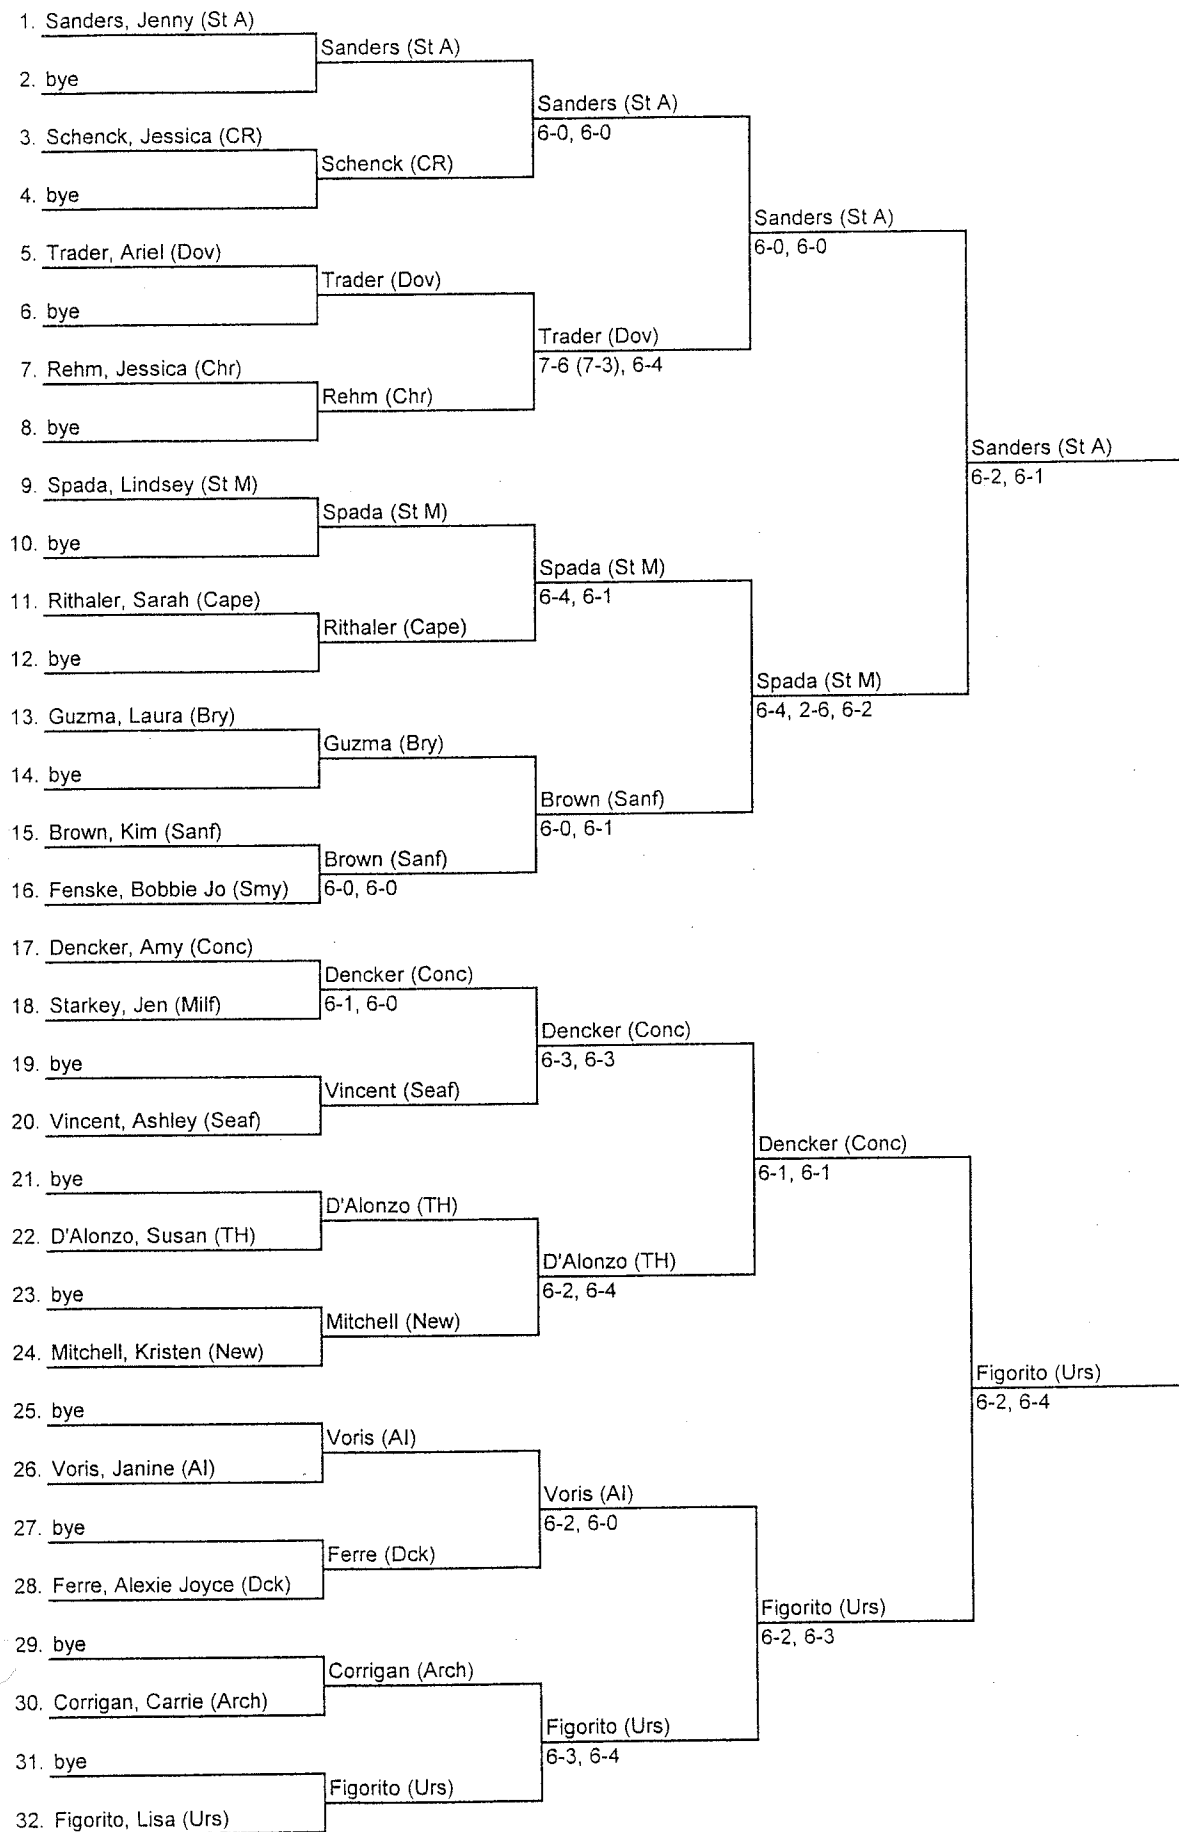 1. Sanders, Jenny (St A)
Sanders (St A)
2. bye
Sanders (St A)
6-0, 6-0
3. Schenck, Jessica (CR)
Schenck (CR)
4. bye
Sanders (St A)
6-0, 6-0
5. Trader, Ariel (Dov)
Trader (Dov)
6. bye
Trader (Dov)
7-6 (7-3), 6-4
7. Rehm, Jessica (Chr)
Rehm (Chr)
8. bye
Sanders (St A)
6-2, 6-1
9. Spada, Lindsey (St M)
Spada (St M)
10. bye
Spada (St M)
6-4, 6-1
11. Rithaler, Sarah (Cape)
Rithaler (Cape)
12. bye
Spada (St M)
6-4, 2-6, 6-2
13. Guzma, Laura (Bry)
Guzma (Bry)
14. bye
Brown (Sanf)
6-0, 6-1
15. Brown, Kim (Sanf)
Brown (Sanf)
6-0, 6-0
16. Fenske, Bobbie Jo (Smy)
17. Dencker, Amy (Conc)
Dencker (Conc)
6-1, 6-0
18. Starkey, Jen (Milf)
Dencker (Conc)
6-3, 6-3
19. bye
Vincent (Seaf)
20. Vincent, Ashley (Seaf)
Dencker (Conc)
6-1, 6-1
21. bye
D'Alonzo (TH)
22. D'Alonzo, Susan (TH)
D'Alonzo (TH)
6-2, 6-4
23. bye
Mitchell (New)
24. Mitchell, Kristen (New)
Figorito (Urs)
6-2, 6-4
25. bye
Voris (AI)
26. Voris, Janine (AI)
Voris (AI)
6-2, 6-0
27. bye
Ferre (Dck)
28. Ferre, Alexie Joyce (Dck)
Figorito (Urs)
6-2, 6-3
29. bye
Corrigan (Arch)
30. Corrigan, Carrie (Arch)
Figorito (Urs)
6-3, 6-4
31. bye
Figorito (Urs)
32. Figorito, Lisa (Urs)